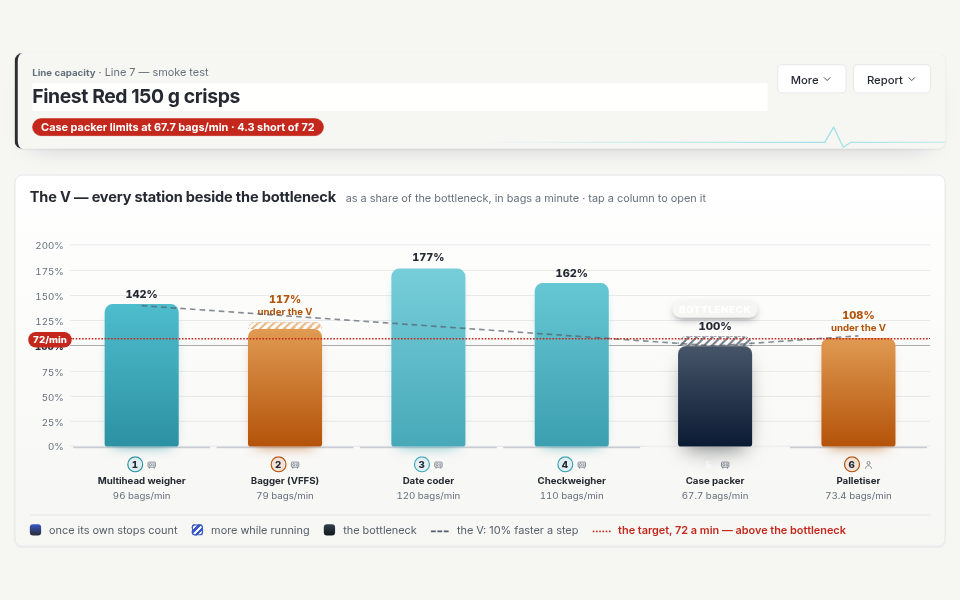 Line capacity · Line 7 — smoke test
Finest Red 150 g crisps
Case packer limits at 67.7 bags/min · 4.3 short of 72
More
Report
The V — every station beside the bottleneck as a share of the bottleneck, in bags a minute · tap a column to open it
200%
175%
150%
125%
100%
75%
50%
25%
0%
72/min
142%
117%
under the V
177%
162%
BOTTLENECK
100%
108%
under the V
1
Multihead weigher
96 bags/min
2
Bagger (VFFS)
79 bags/min
3
Date coder
120 bags/min
4
Checkweigher
110 bags/min
Case packer
67.7 bags/min
6
Palletiser
73.4 bags/min
once its own stops count
more while running
the bottleneck
the V: 10% faster a step
the target, 72 a min — above the bottleneck